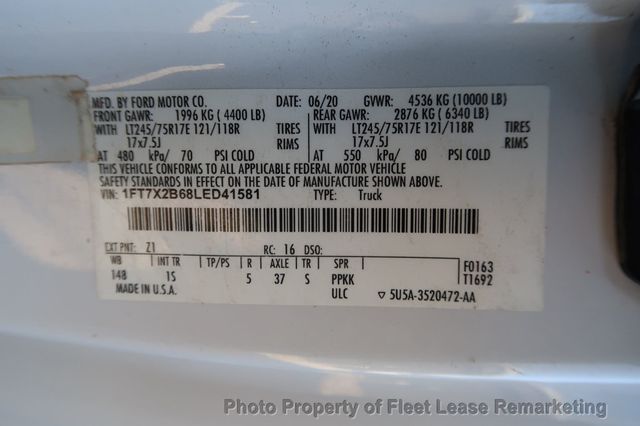 MFD. BY FORD MOTOR CO. DATE: 06/20 GVWR: 4536 KG (10000 LB)
FRONT GAWR: 1996 KG ( 4400 LB) REAR GAWR: 2876 KG ( 6340 LB)
WITH LT245/75R17E 121/118R TIRES WITH LT245/75R17E 121/118R TIRES
17x7.5J RIMS 17x7.5J RIMS
AT 480 kPa/ 70 PSI COLD AT 550 kPa/ 80 PSI COLD
THIS VEHICLE CONFORMS TO ALL APPLICABLE FEDERAL MOTOR VEHICLE
SAFETY STANDARDS IN EFFECT ON THE DATE OF MANUFACTURE SHOWN ABOVE.
VIN: 1FT7X2B68LED41581 TYPE: Truck
EXT PNT: Z1 RC: 16 DSO:
WB INT TR TP/PS R AXLE TR SPR F0163
148 1S 5 37 S PPKK T1692
MADE IN U.S.A. ULC ▽ 5U5A-3520472-AA
Photo Property of Fleet Lease Remarketing